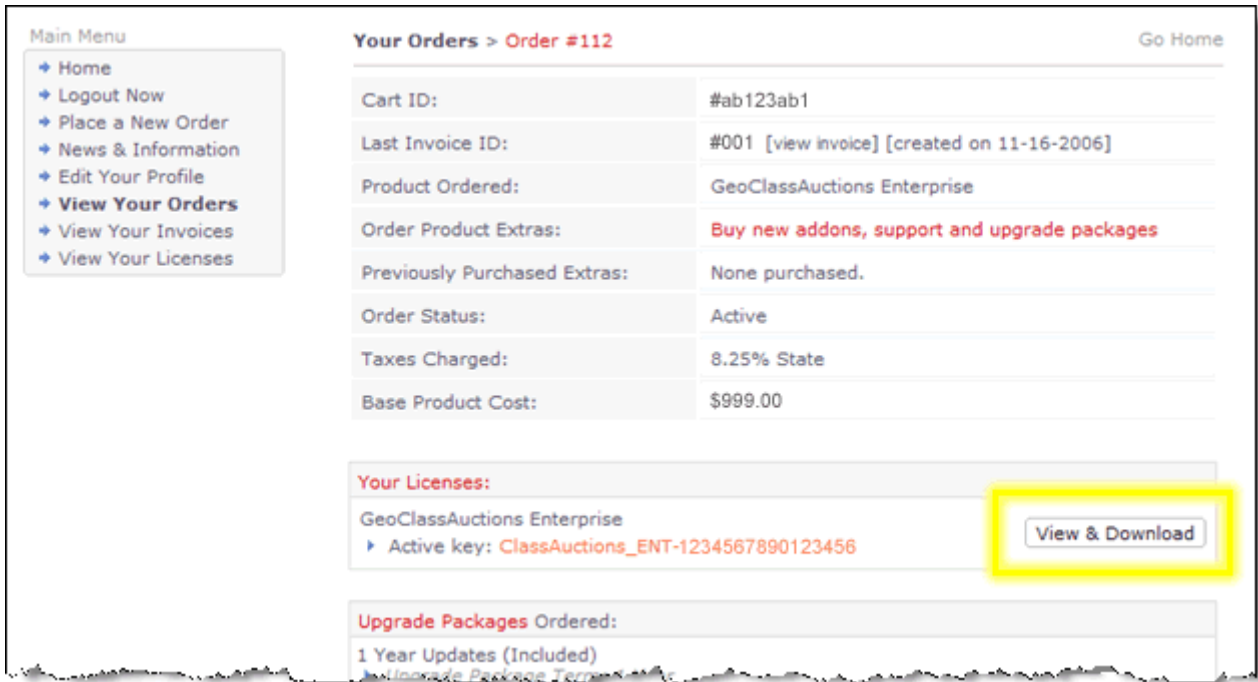 Main Menu
Home
Logout Now
Place a New Order
News & Information
Edit Your Profile
View Your Orders
View Your Invoices
View Your Licenses
Your Orders > Order #112
Go Home
Cart ID: #ab123ab1
Last Invoice ID: #001 [view invoice] [created on 11-16-2006]
Product Ordered: GeoClassAuctions Enterprise
Order Product Extras: Buy new addons, support and upgrade packages
Previously Purchased Extras: None purchased.
Order Status: Active
Taxes Charged: 8.25% State
Base Product Cost: $999.00
Your Licenses:
GeoClassAuctions Enterprise
Active key: ClassAuctions_ENT-1234567890123456
View & Download
Upgrade Packages Ordered:
1 Year Updates (Included)
Upgrade Package